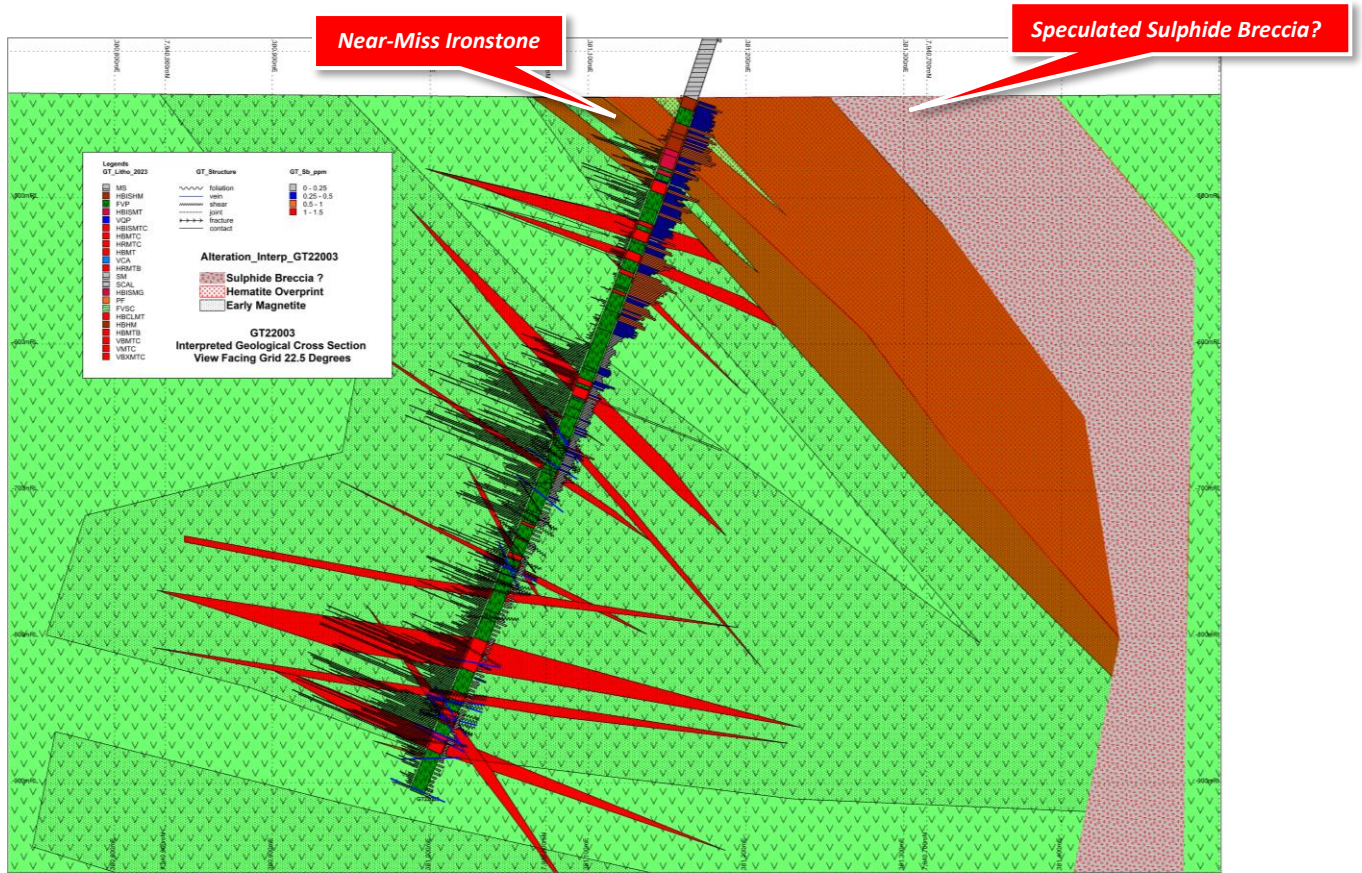 Near-Miss Ironstone
Speculated Sulphide Breccia?
Legends
GT_Litho_2023
MS
HBISHM
FVP
HBISMT
VQP
HBISMTC
HBMTC
HRMTC
HBMT
VCA
HRMTB
SM
SCAL
HBISMG
PF
FVSC
HBCLMT
HBHM
HBMTB
VBMTC
VMTC
VBXMTC
GT_Structure
foliation
vein
shear
joint
fracture
contact
GT_Sb_ppm
0 - 0.25
0.25 - 0.5
0.5 - 1
1 - 1.5
Alteration_Interp_GT22003
Sulphide Breccia ?
Hematite Overprint
Early Magnetite
GT22003
Interpreted Geological Cross Section
View Facing Grid 22.5 Degrees